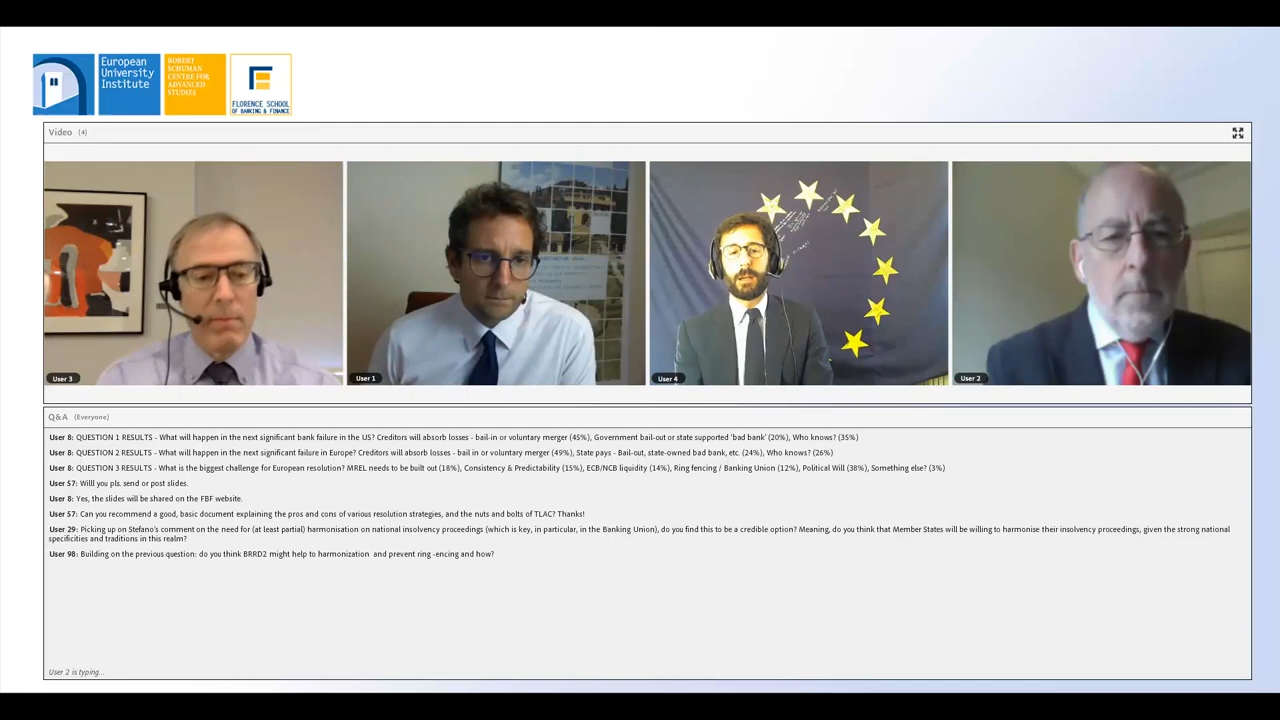 European
University
Institute
ROBERT
SCHUMAN
CENTRE FOR
ADVANCED
STUDIES
FLORENCE SCHOOL
OF BANKING & FINANCE
Video (4)
User 3
User 1
User 4
User 2
Q&A (Everyone)
User 8: QUESTION 1 RESULTS - What will happen in the next significant bank failure in the US? Creditors will absorb losses - bail-in or voluntary merger (45%), Government bail-out or state supported 'bad bank' (20%), Who knows? (35%)
User 8: QUESTION 2 RESULTS - What will happen in the next significant failure in Europe? Creditors will absorb losses - bail in or voluntary merger (49%), State pays - Bail-out, state-owned bad bank, etc. (24%), Who knows? (26%)
User 8: QUESTION 3 RESULTS - What is the biggest challenge for European resolution? MREL needs to be built out (18%), Consistency & Predictability (15%), ECB/NCB liquidity (14%), Ring fencing / Banking Union (12%), Political Will (38%), Something else? (3%)
User 57: Willl you pls. send or post slides.
User 8: Yes, the slides will be shared on the FBF website.
User 57: Can you recommend a good, basic document explaining the pros and cons of various resolution strategies, and the nuts and bolts of TLAC? Thanks!
User 29: Picking up on Stefano's comment on the need for (at least partial) harmonisation on national insolvency proceedings (which is key, in particular, in the Banking Union), do you find this to be a credible option? Meaning, do you think that Member States will be willing to harmonise their insolvency proceedings, given the strong national
specificities and traditions in this realm?
User 98: Building on the previous question: do you think BRRD2 might help to harmonization and prevent ring -encing and how?
User 2 is typing...